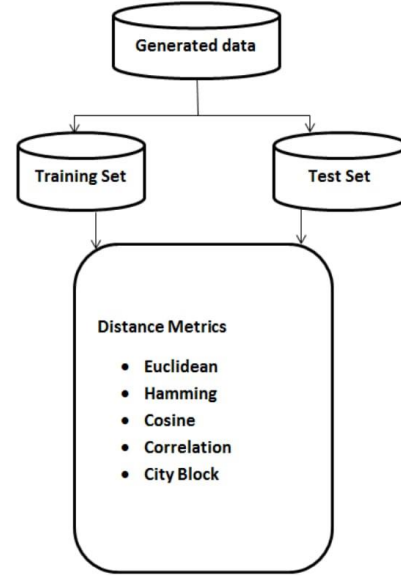 Generated data
Training Set
Test Set
Distance Metrics
• Euclidean
• Hamming
• Cosine
• Correlation
• City Block